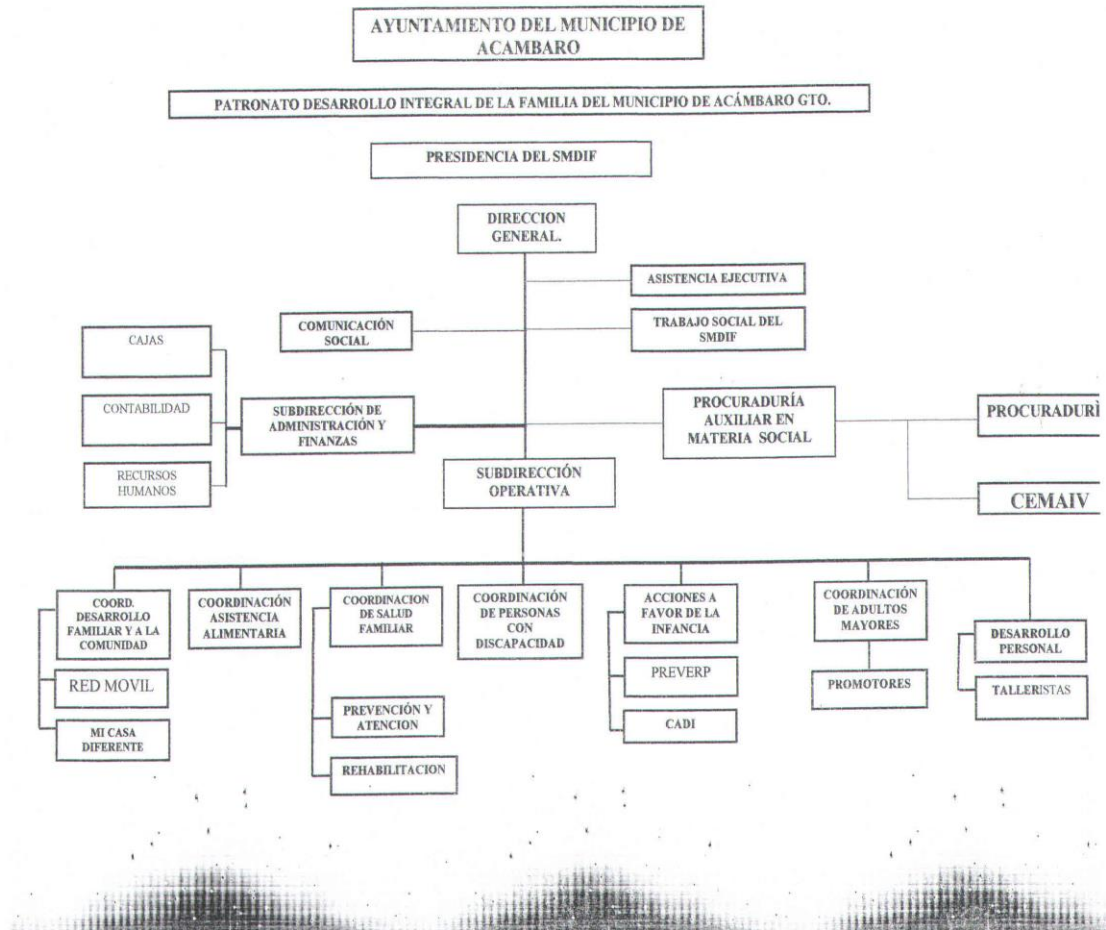 AYUNTAMIENTO DEL MUNICIPIO DE
ACAMBARO
PATRONATO DESARROLLO INTEGRAL DE LA FAMILIA DEL MUNICIPIO DE ACÁMBARO GTO.
PRESIDENCIA DEL SMDIF
DIRECCION
GENERAL.
ASISTENCIA EJECUTIVA
COMUNICACIÓN
SOCIAL
TRABAJO SOCIAL DEL
SMDIF
CAJAS
CONTABILIDAD
RECURSOS
HUMANOS
SUBDIRECCIÓN DE
ADMINISTRACIÓN Y
FINANZAS
PROCURADURÍA
AUXILIAR EN
MATERIA SOCIAL
PROCURADURÍ
CEMAIV
SUBDIRECCIÓN
OPERATIVA
COORD.
DESARROLLO
FAMILIAR Y A LA
COMUNIDAD
RED MOVIL
MI CASA
DIFERENTE
COORDINACIÓN
ASISTENCIA
ALIMENTARIA
COORDINACION
DE SALUD
FAMILIAR
PREVENCIÓN Y
ATENCION
REHABILITACION
COORDINACIÓN
DE PERSONAS
CON
DISCAPACIDAD
ACCIONES A
FAVOR DE LA
INFANCIA
PREVERP
CADI
COORDINACIÓN
DE ADULTOS
MAYORES
PROMOTORES
DESARROLLO
PERSONAL
TALLERISTAS